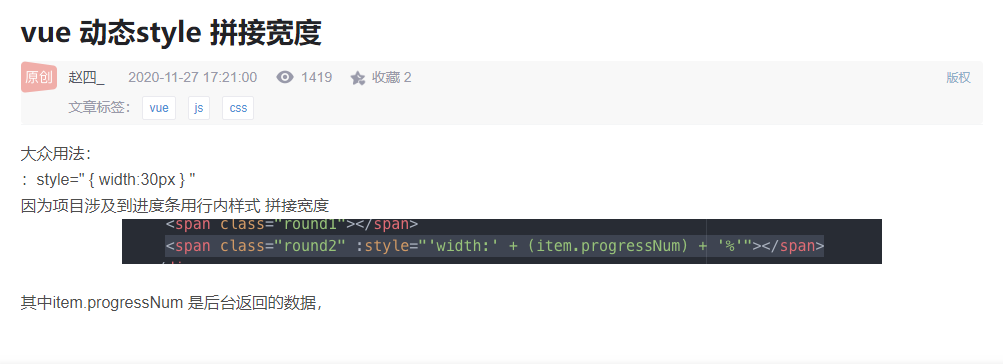 vue 动态style 拼接宽度
原创 赵四_ 2020-11-27 17:21:00 1419 收藏 2 版权
文章标签： vue js css
大众用法：
：style=" { width:30px } "
因为项目涉及到进度条用行内样式 拼接宽度
<span class="round1"></span>
<span class="round2" :style="'width:' + (item.progressNum) + '%'"></span>
其中item.progressNum 是后台返回的数据，